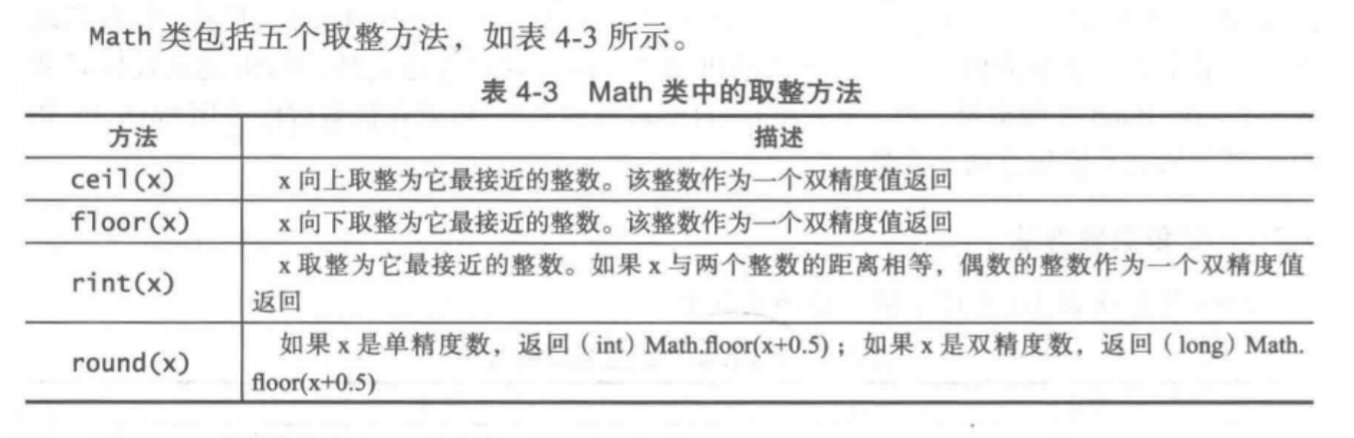 Math 类包括五个取整方法，如表 4-3 所示。
表 4-3 Math 类中的取整方法
方法 描述
ceil(x) x 向上取整为它最接近的整数。该整数作为一个双精度值返回
floor(x) x 向下取整为它最接近的整数。该整数作为一个双精度值返回
rint(x) x 取整为它最接近的整数。如果 x 与两个整数的距离相等，偶数的整数作为一个双精度值
返回
round(x) 如果 x 是单精度数，返回（int）Math.floor(x+0.5)；如果 x 是双精度数，返回（long）Math.
floor(x+0.5)